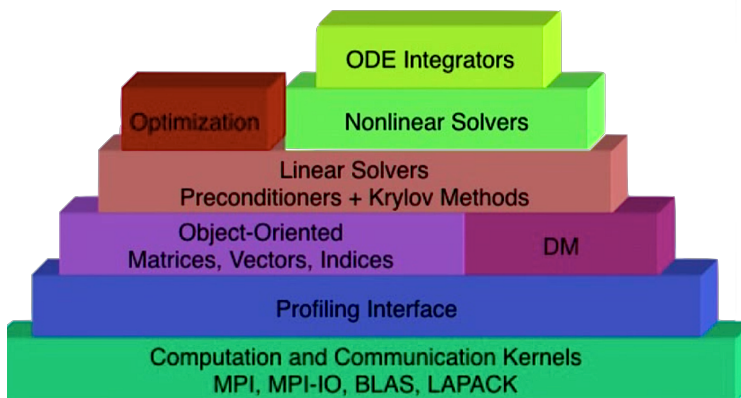 ODE Integrators
Optimization
Nonlinear Solvers
Linear Solvers
Preconditioners + Krylov Methods
Object-Oriented
Matrices, Vectors, Indices
DM
Profiling Interface
Computation and Communication Kernels
MPI, MPI-IO, BLAS, LAPACK